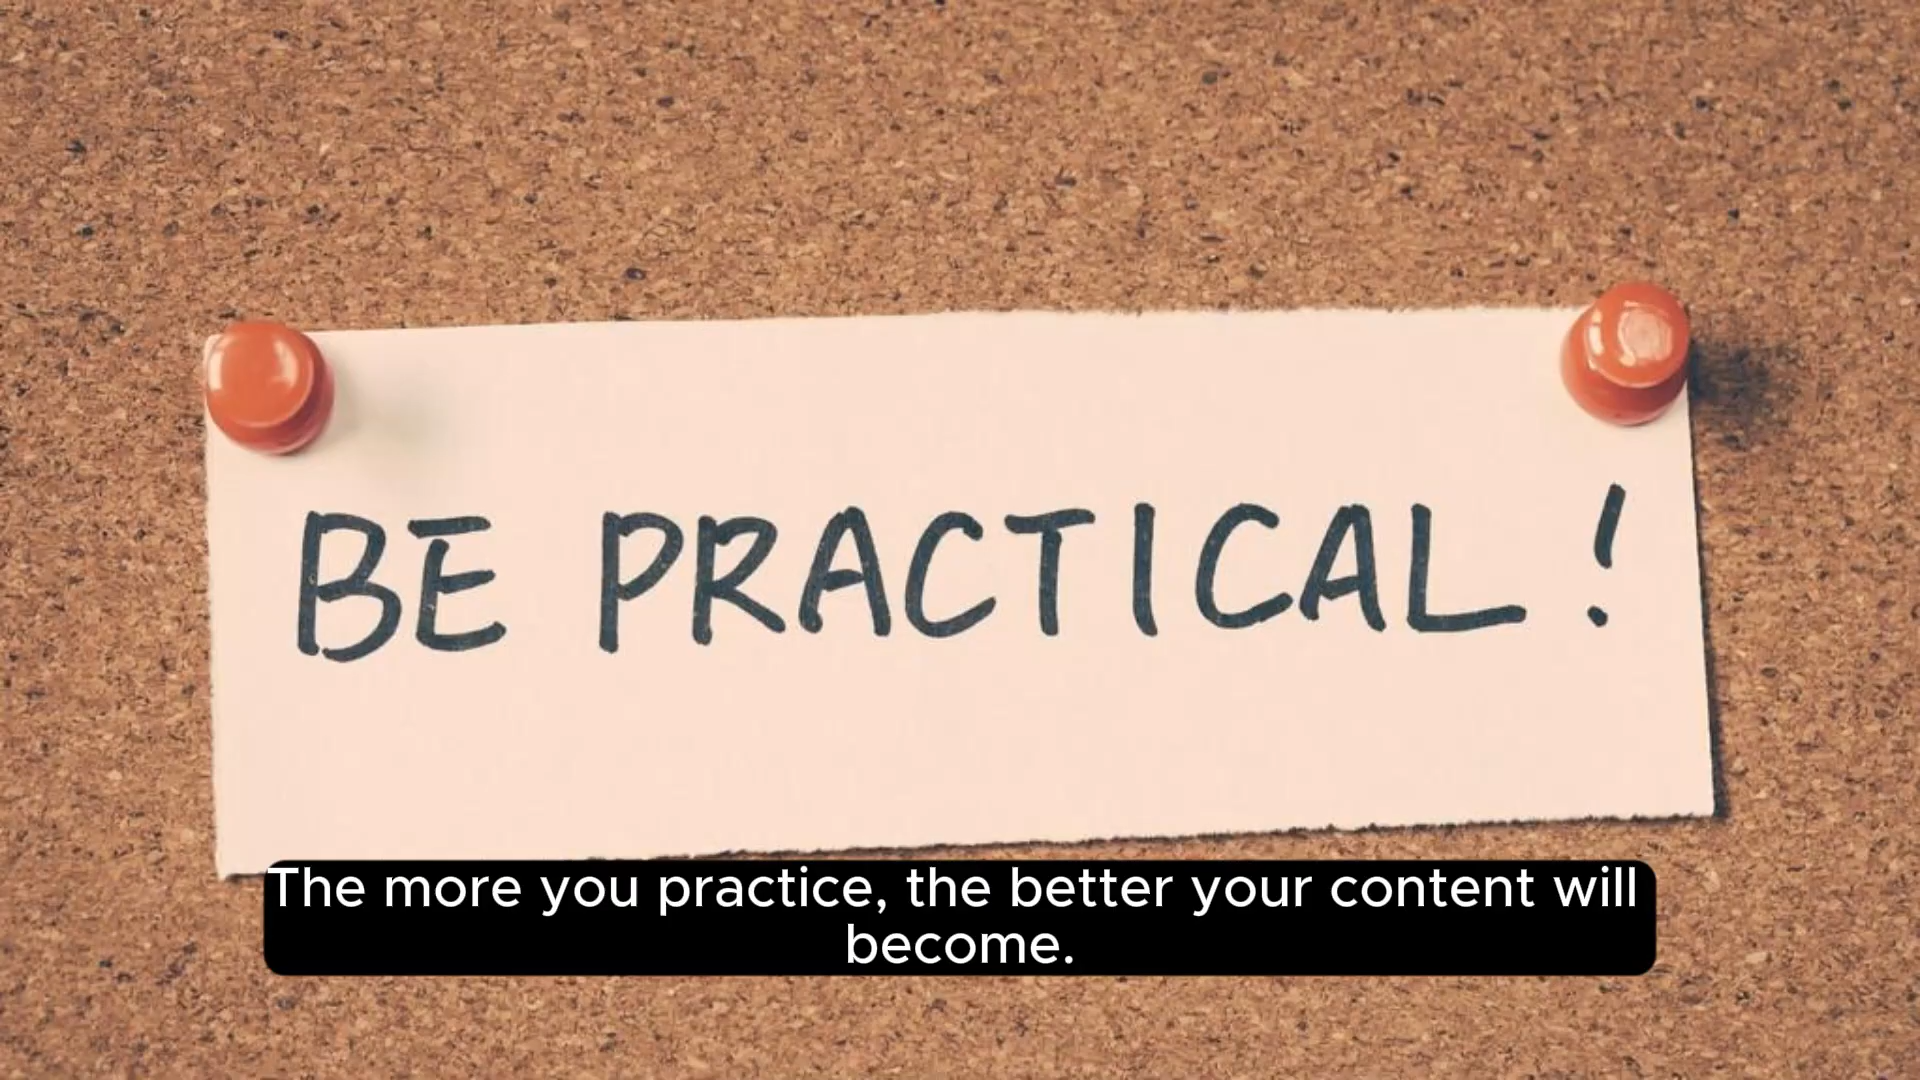 BE PRACTICAL!
The more you practice, the better your content will
become.